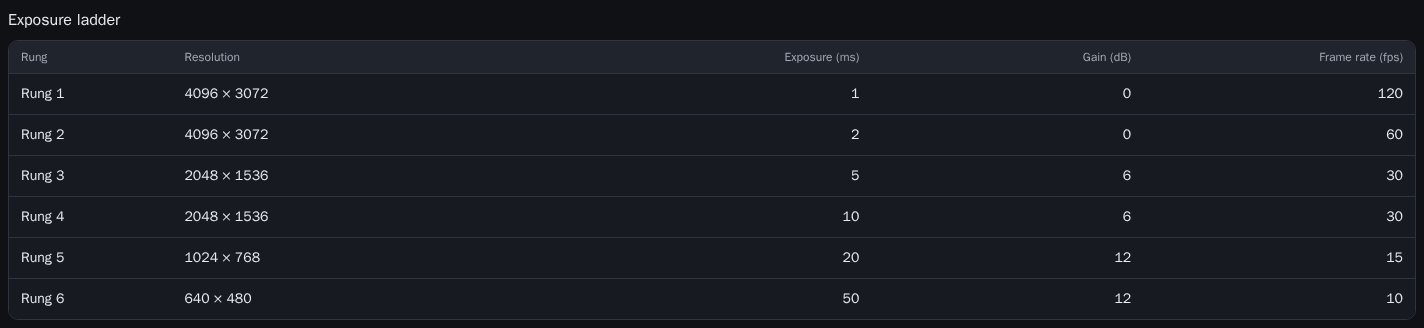 Exposure ladder
Rung Resolution Exposure (ms) Gain (dB) Frame rate (fps)
Rung 1 4096 × 3072 1 0 120
Rung 2 4096 × 3072 2 0 60
Rung 3 2048 × 1536 5 6 30
Rung 4 2048 × 1536 10 6 30
Rung 5 1024 × 768 20 12 15
Rung 6 640 × 480 50 12 10